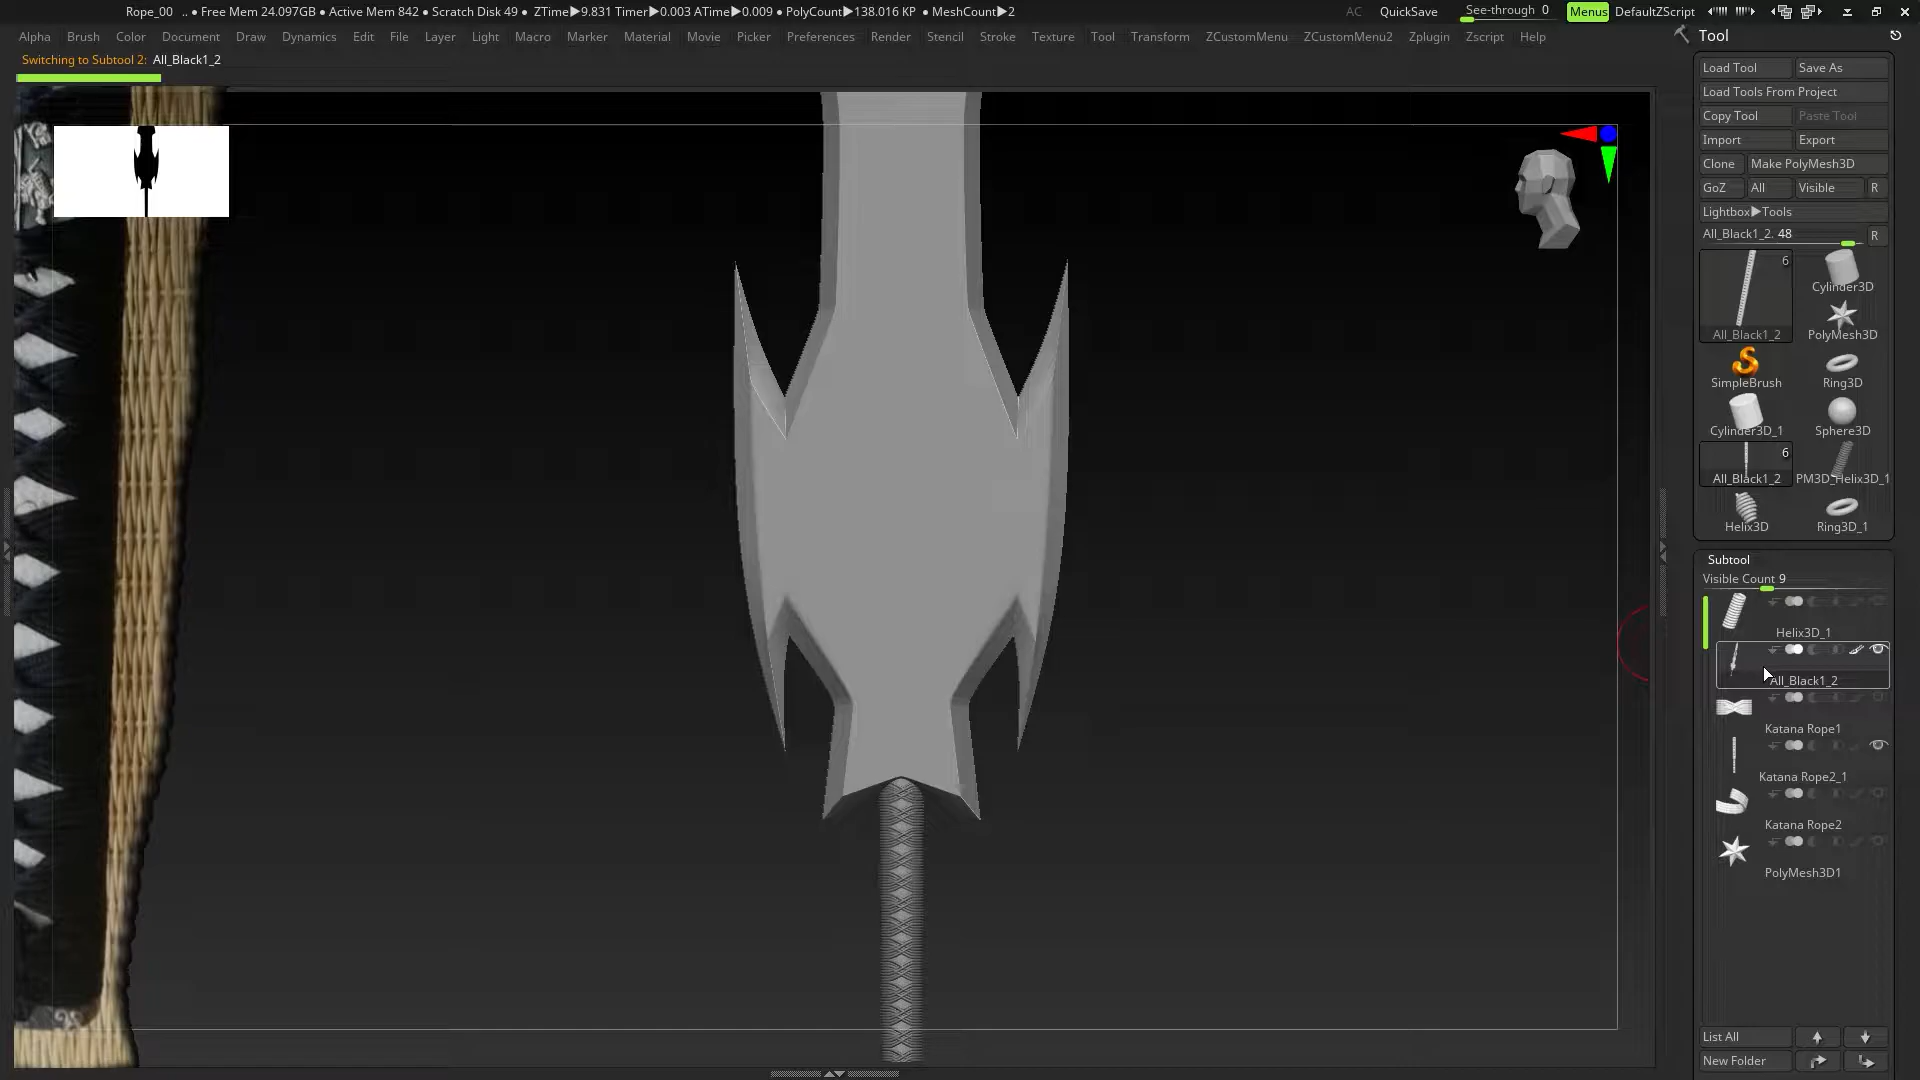 Rope_00 .. • Free Mem 24.097GB • Active Mem 842 • Scratch Disk 49 • ZTime▶9.831 Timer▶0.003 ATime▶0.009 • PolyCount▶138.016 KP • MeshCount▶2 AC QuickSave See-through 0 Menus DefaultZScript
Alpha Brush Color Document Draw Dynamics Edit File Layer Light Macro Marker Material Movie Picker Preferences Render Stencil Stroke Texture Tool Transform ZCustomMenu ZCustomMenu2 Zplugin Zscript Help
Switching to Subtool 2: All_Black1_2
Tool
Load Tool Save As
Load Tools From Project
Copy Tool Paste Tool
Import Export
Clone Make PolyMesh3D
GoZ All Visible R
Lightbox▶Tools
All_Black1_2. 48 R
6
Cylinder3D
All_Black1_2 PolyMesh3D
SimpleBrush Ring3D
Cylinder3D_1 Sphere3D
6
All_Black1_2 PM3D_Helix3D_1
Helix3D Ring3D_1
Subtool
Visible Count 9
Helix3D_1
All_Black1_2
Katana Rope1
Katana Rope2_1
Katana Rope2
PolyMesh3D1
List All
New Folder